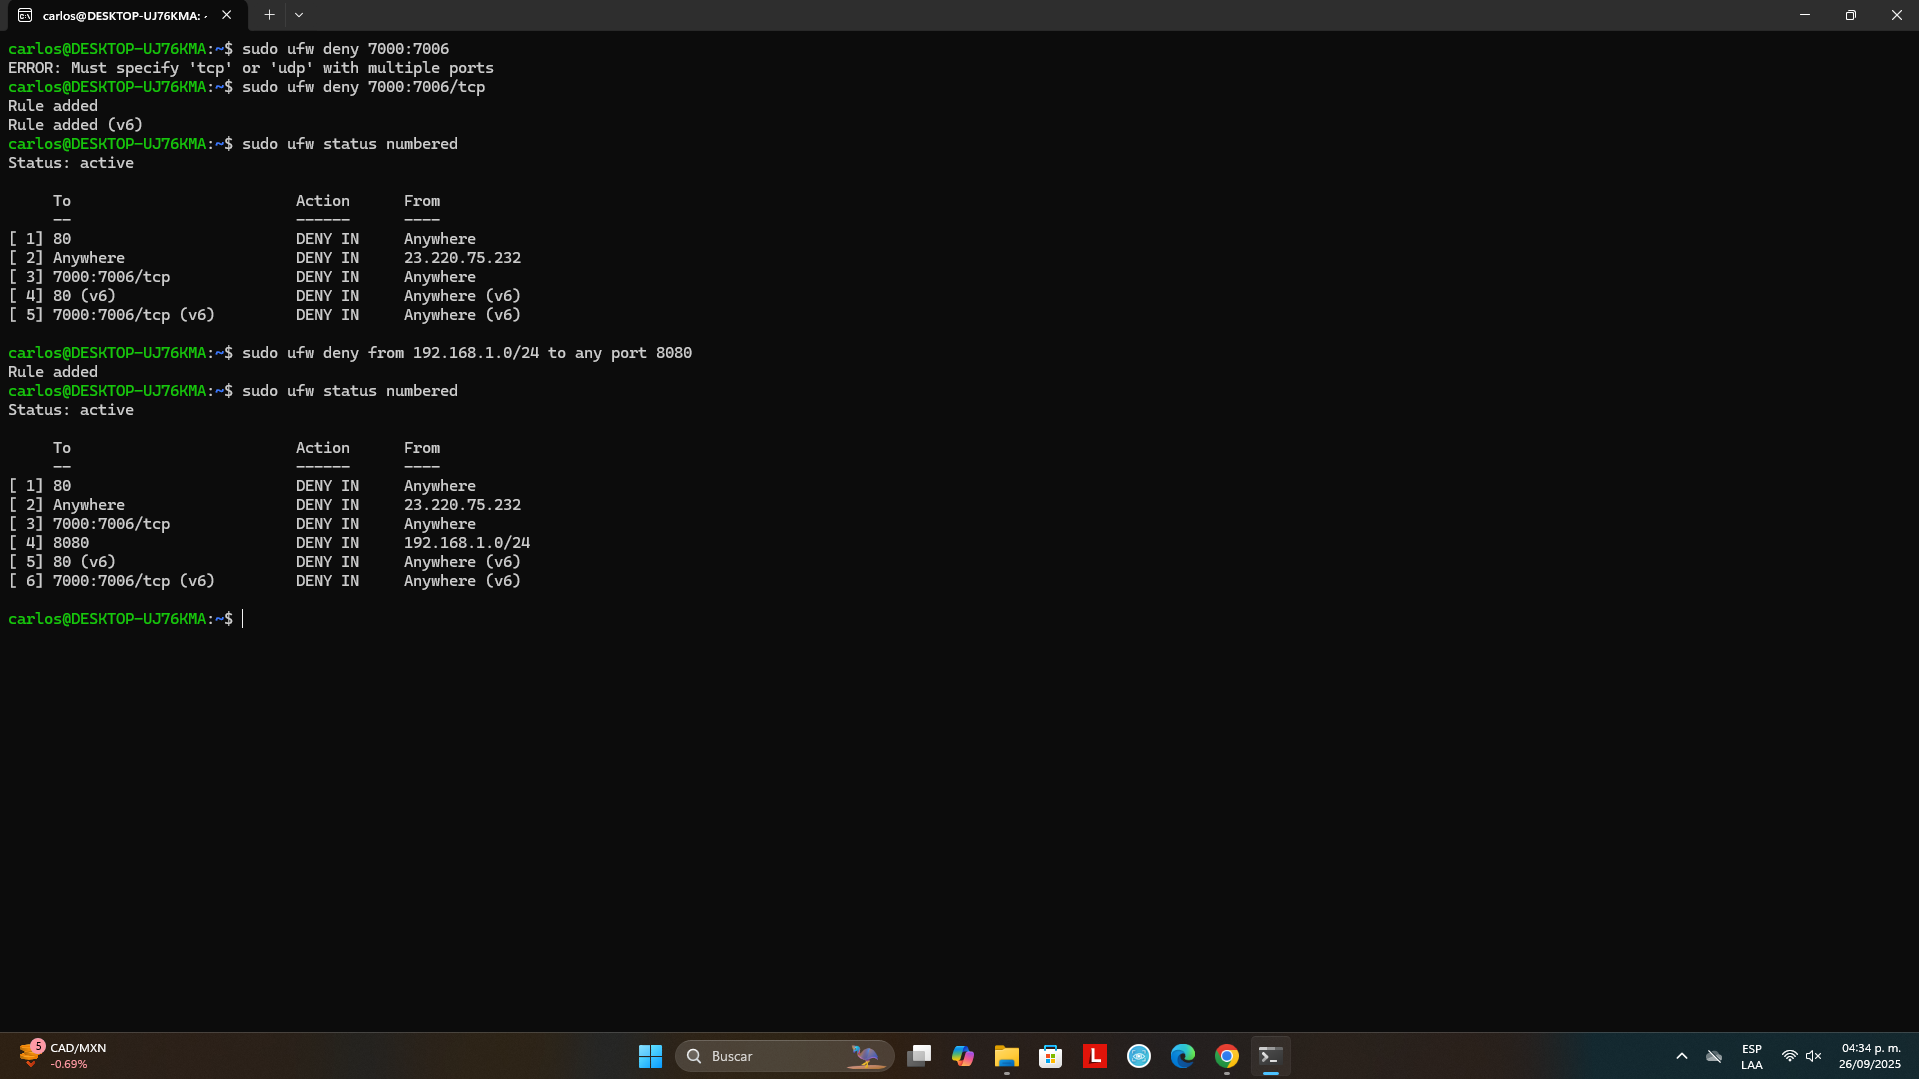 carlos@DESKTOP-UJ76KMA: ·
carlos@DESKTOP-UJ76KMA:~$ sudo ufw deny 7000:7006
ERROR: Must specify 'tcp' or 'udp' with multiple ports
carlos@DESKTOP-UJ76KMA:~$ sudo ufw deny 7000:7006/tcp
Rule added
Rule added (v6)
carlos@DESKTOP-UJ76KMA:~$ sudo ufw status numbered
Status: active
To Action From
-- ------ ----
[ 1] 80 DENY IN Anywhere
[ 2] Anywhere DENY IN 23.220.75.232
[ 3] 7000:7006/tcp DENY IN Anywhere
[ 4] 80 (v6) DENY IN Anywhere (v6)
[ 5] 7000:7006/tcp (v6) DENY IN Anywhere (v6)
carlos@DESKTOP-UJ76KMA:~$ sudo ufw deny from 192.168.1.0/24 to any port 8080
Rule added
carlos@DESKTOP-UJ76KMA:~$ sudo ufw status numbered
Status: active
To Action From
-- ------ ----
[ 1] 80 DENY IN Anywhere
[ 2] Anywhere DENY IN 23.220.75.232
[ 3] 7000:7006/tcp DENY IN Anywhere
[ 4] 8080 DENY IN 192.168.1.0/24
[ 5] 80 (v6) DENY IN Anywhere (v6)
[ 6] 7000:7006/tcp (v6) DENY IN Anywhere (v6)
carlos@DESKTOP-UJ76KMA:~$
5 CAD/MXN
-0.69%
Buscar
L
ESP
LAA
04:34 p. m.
26/09/2025